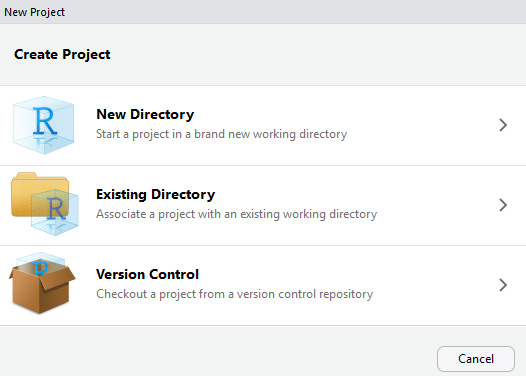 New Project
Create Project
R
New Directory
Start a project in a brand new working directory
R
Existing Directory
Associate a project with an existing working directory
R
Version Control
Checkout a project from a version control repository
Cancel